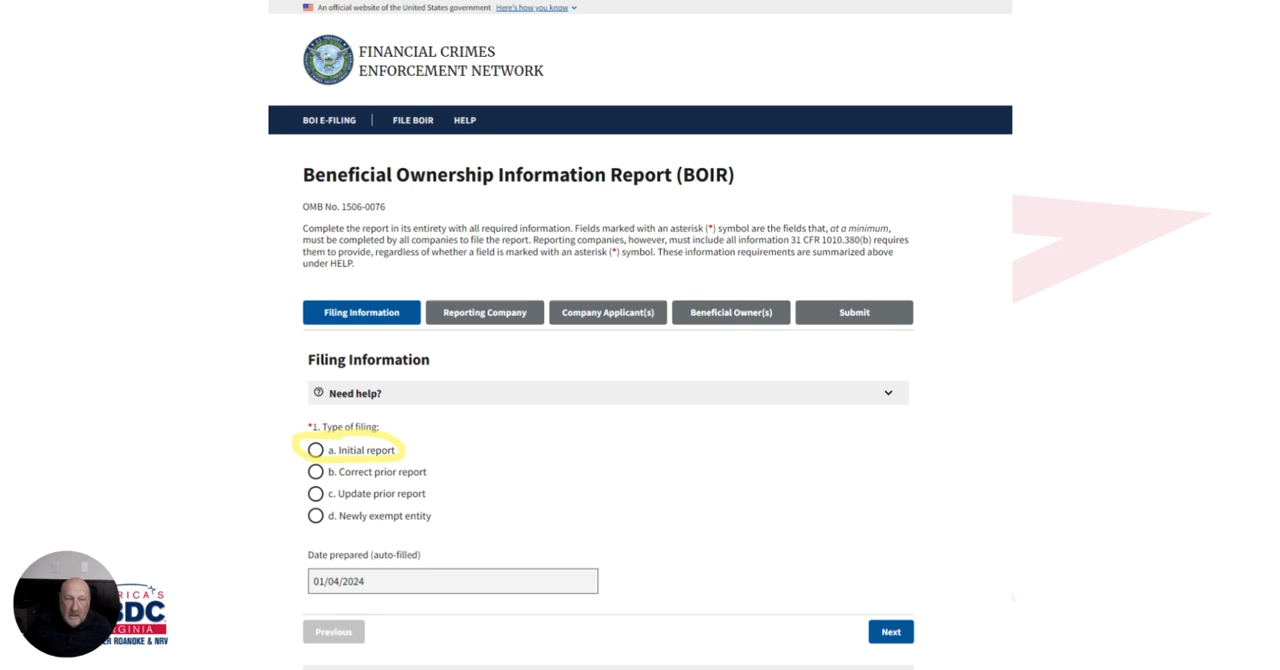 An official website of the United States government Here's how you know
FINANCIAL CRIMES
ENFORCEMENT NETWORK
BOI E-FILING | FILE BOIR HELP
Beneficial Ownership Information Report (BOIR)
OMB No. 1506-0076
Complete the report in its entirety with all required information. Fields marked with an asterisk (*) symbol are the fields that, at a minimum,
must be completed by all companies to file the report. Reporting companies, however, must include all information 31 CFR 1010.380(b) requires
them to provide, regardless of whether a field is marked with an asterisk (*) symbol. These information requirements are summarized above
under HELP.
Filing Information Reporting Company Company Applicant(s) Beneficial Owner(s) Submit
Filing Information
Need help?
*1. Type of filing:
a. Initial report
b. Correct prior report
c. Update prior report
d. Newly exempt entity
Date prepared (auto-filled)
01/04/2024
Previous Next
RICA'S
BDC
GINIA
ER ROANOKE & NRV